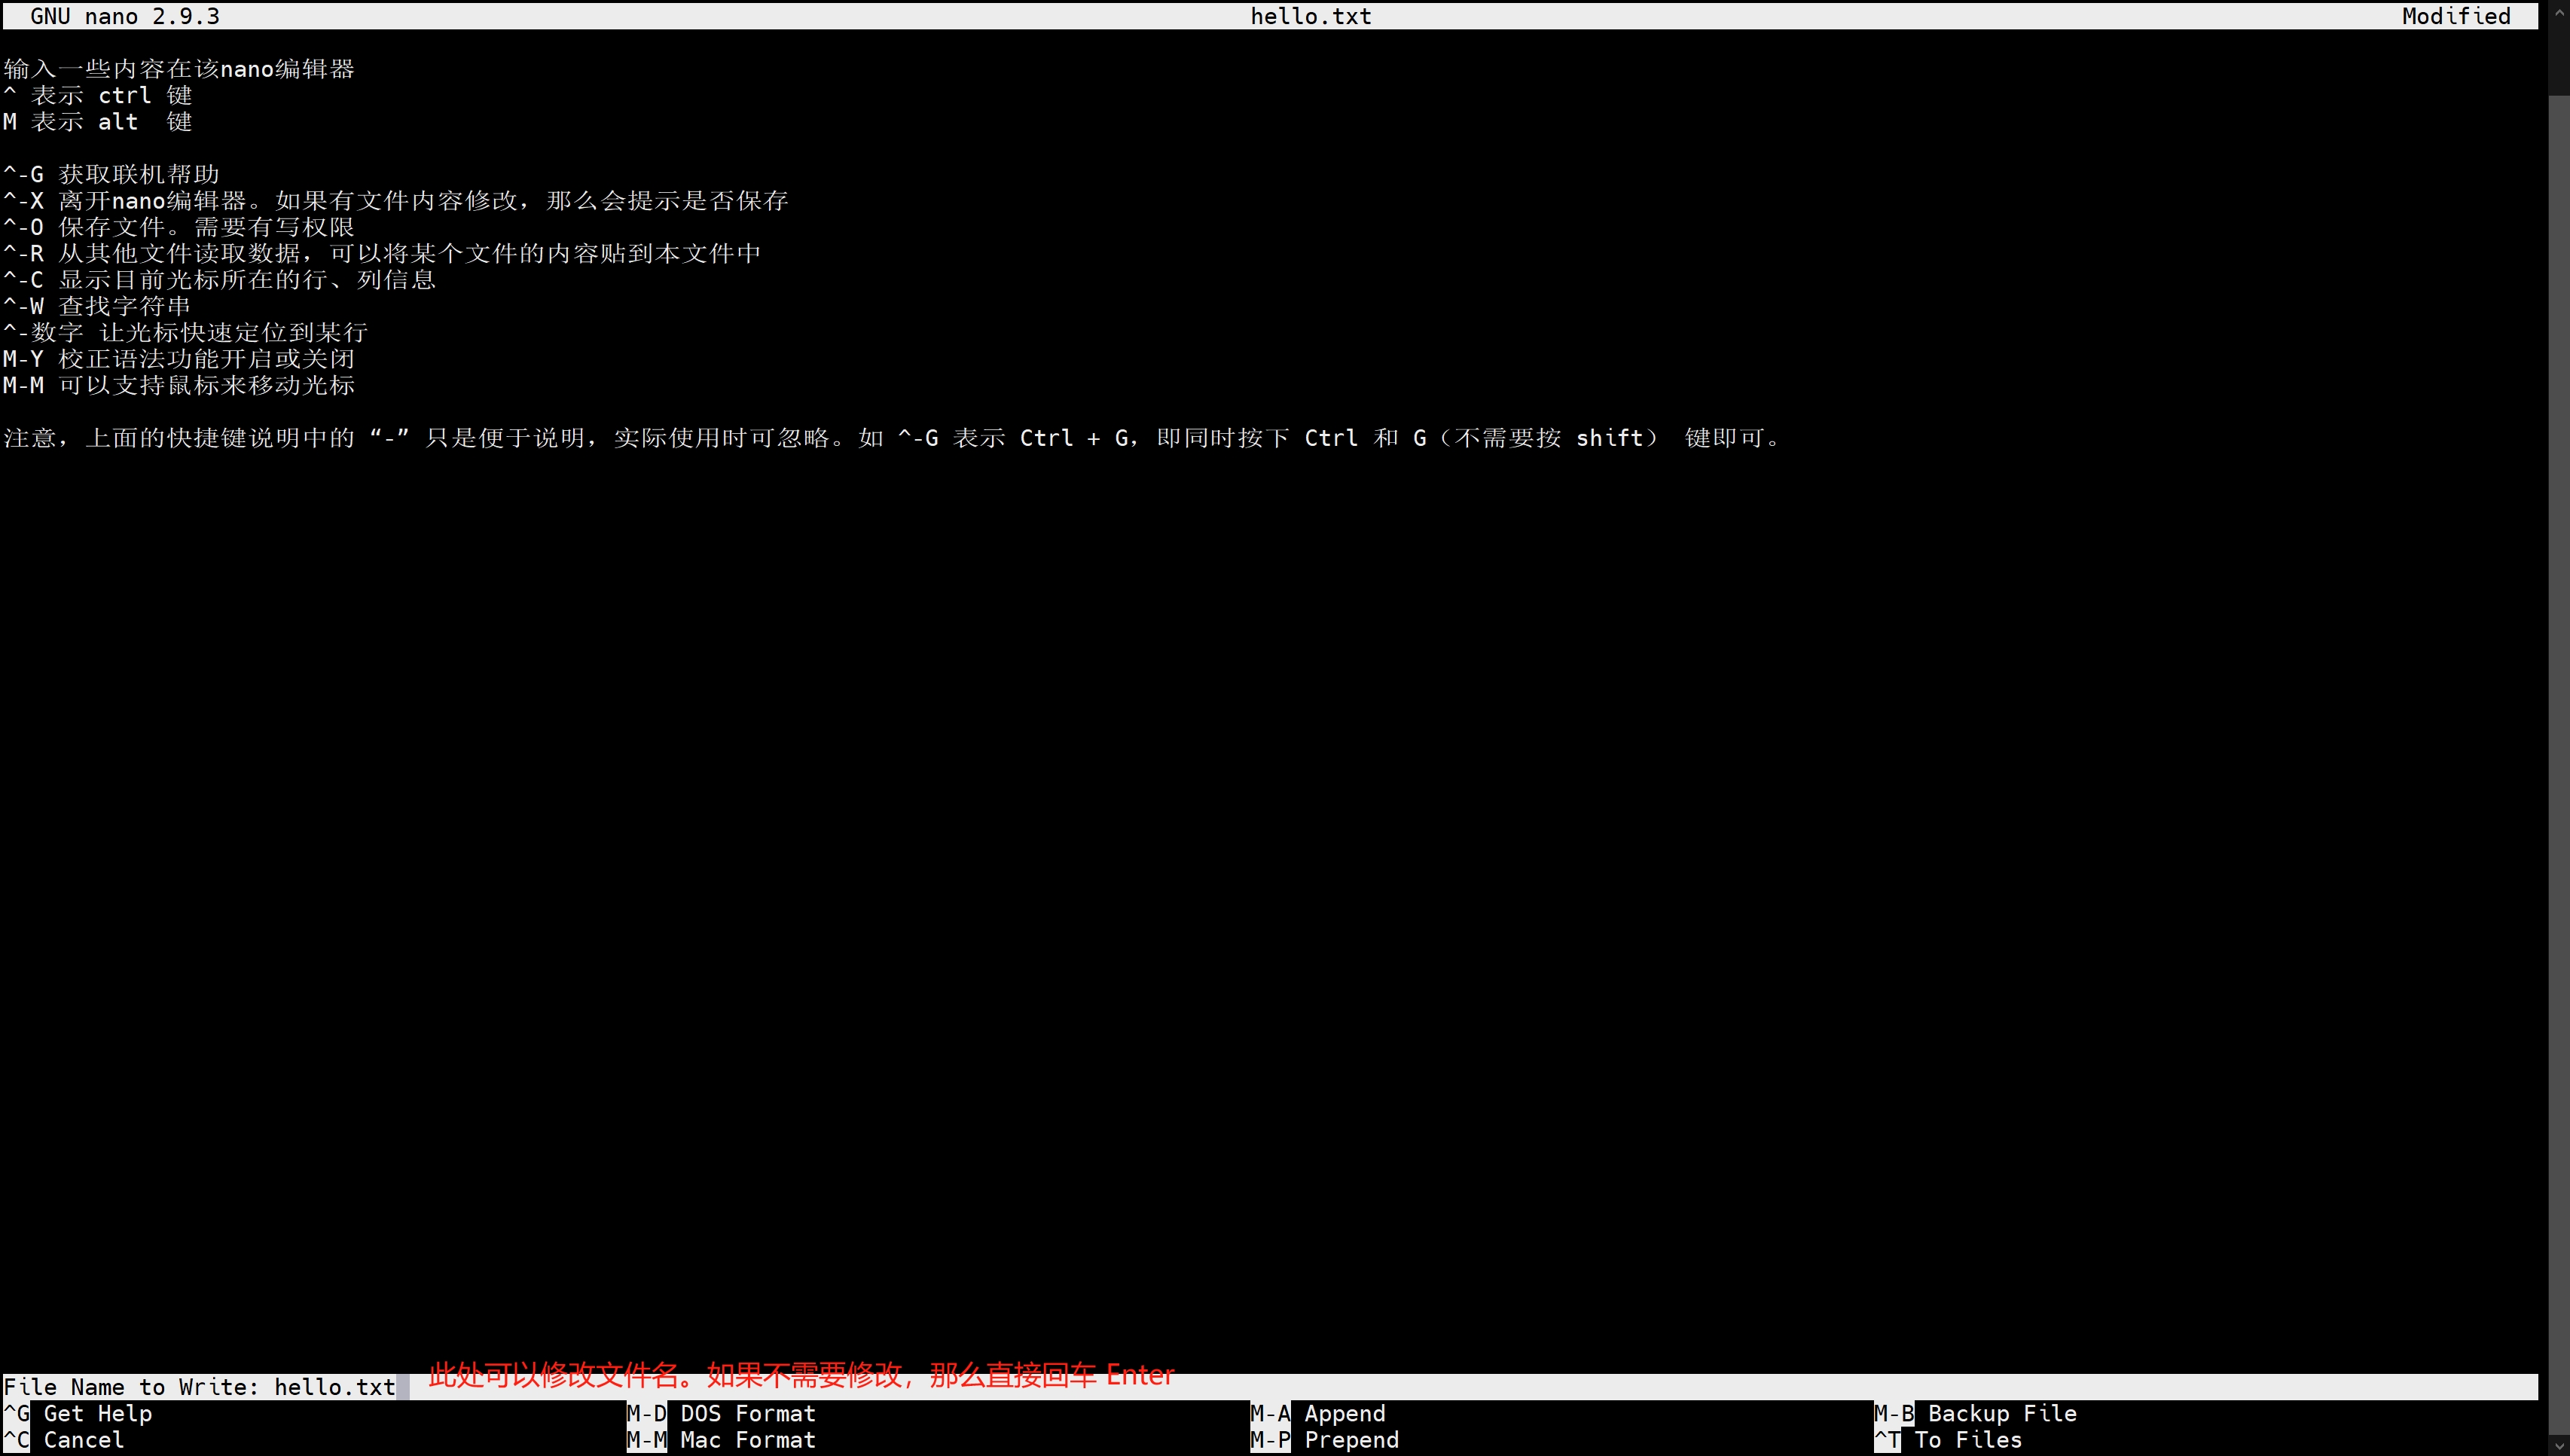 GNU nano 2.9.3 hello.txt Modified
输入一些内容在该nano编辑器
^ 表示 ctrl 键
M 表示 alt  键
^-G 获取联机帮助
^-X 离开nano编辑器。如果有文件内容修改，那么会提示是否保存
^-O 保存文件。需要有写权限
^-R 从其他文件读取数据，可以将某个文件的内容贴到本文件中
^-C 显示目前光标所在的行、列信息
^-W 查找字符串
^-数字 让光标快速定位到某行
M-Y 校正语法功能开启或关闭
M-M 可以支持鼠标来移动光标
注意，上面的快捷键说明中的 “-” 只是便于说明，实际使用时可忽略。如 ^-G 表示 Ctrl + G，即同时按下 Ctrl 和 G（不需要按 shift） 键即可。
此处可以修改文件名。如果不需要修改，那么直接回车 Enter
File Name to Write: hello.txt
^G Get Help M-D DOS Format M-A Append M-B Backup File
^C Cancel M-M Mac Format M-P Prepend ^T To Files